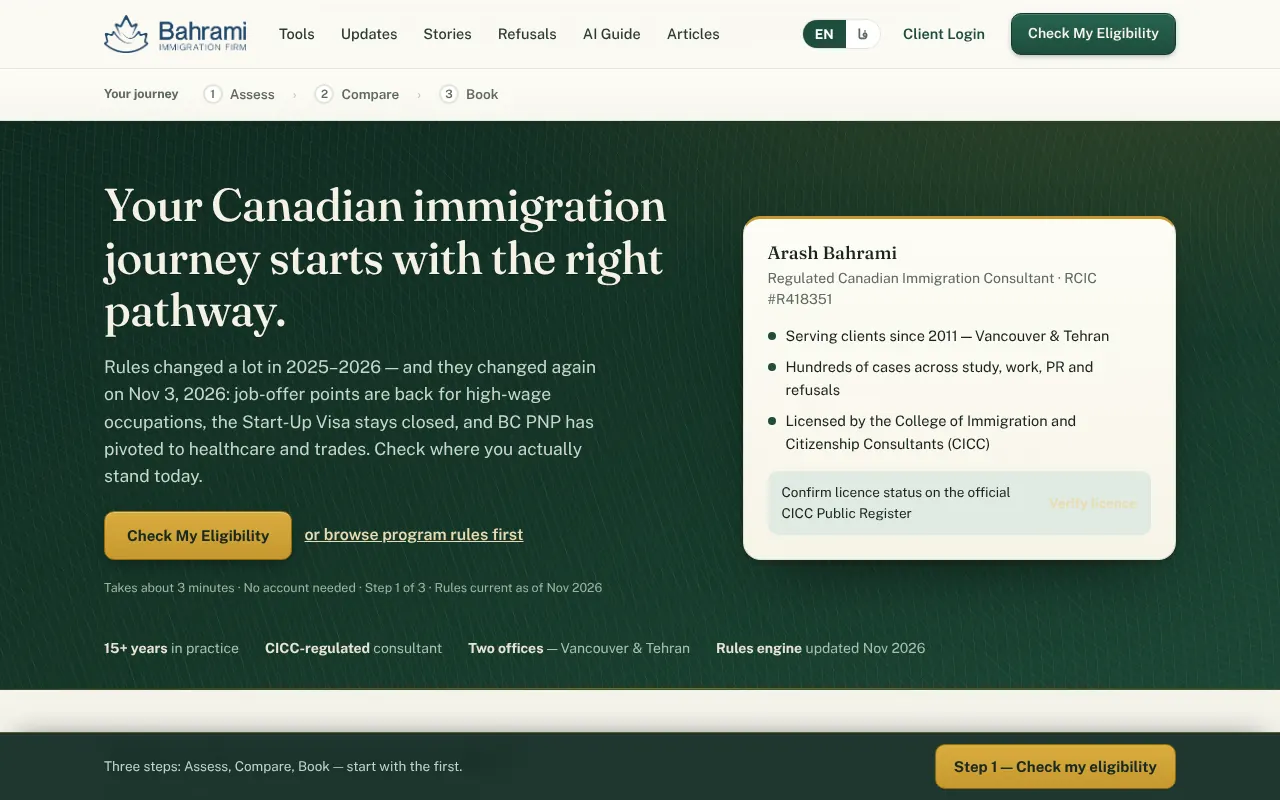 Bahrami
IMMIGRATION FIRM
Tools
Updates
Stories
Refusals
AI Guide
Articles
EN
فا
Client Login
Check My Eligibility
Your journey
1 Assess
›
2 Compare
›
3 Book
Your Canadian immigration
journey starts with the right
pathway.
Rules changed a lot in 2025–2026 — and they changed again
on Nov 3, 2026: job-offer points are back for high-wage
occupations, the Start-Up Visa stays closed, and BC PNP has
pivoted to healthcare and trades. Check where you actually
stand today.
Check My Eligibility
or browse program rules first
Takes about 3 minutes · No account needed · Step 1 of 3 · Rules current as of Nov 2026
Arash Bahrami
Regulated Canadian Immigration Consultant · RCIC
#R418351
Serving clients since 2011 — Vancouver & Tehran
Hundreds of cases across study, work, PR and
refusals
Licensed by the College of Immigration and
Citizenship Consultants (CICC)
Confirm licence status on the official
CICC Public Register
Verify licence
15+ years in practice
CICC-regulated consultant
Two offices — Vancouver & Tehran
Rules engine updated Nov 2026
Three steps: Assess, Compare, Book — start with the first.
Step 1 — Check my eligibility